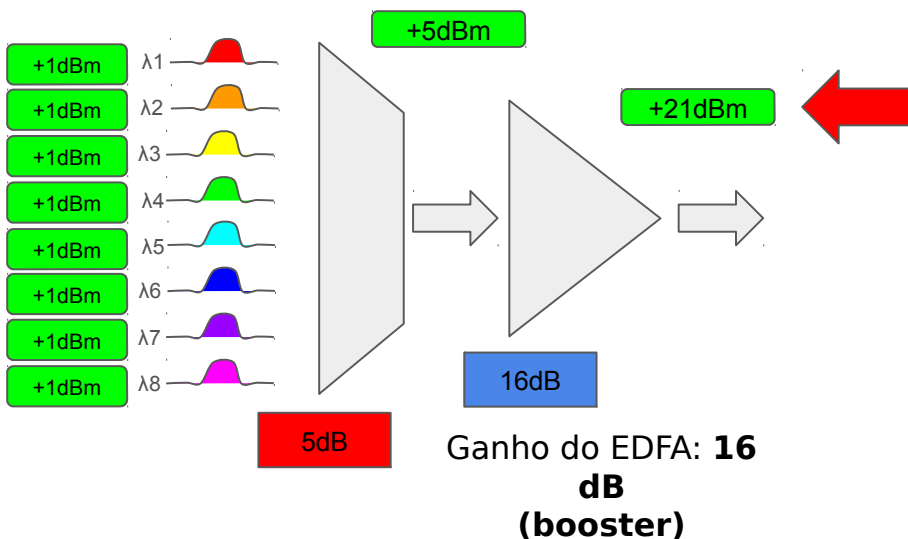 +5dBm
+1dBm λ1
+21dBm
+1dBm λ2
+1dBm λ3
+1dBm λ4
+1dBm λ5
+1dBm λ6
+1dBm λ7
+1dBm λ8
16dB
5dB
Ganho do EDFA: 16
dB
(booster)